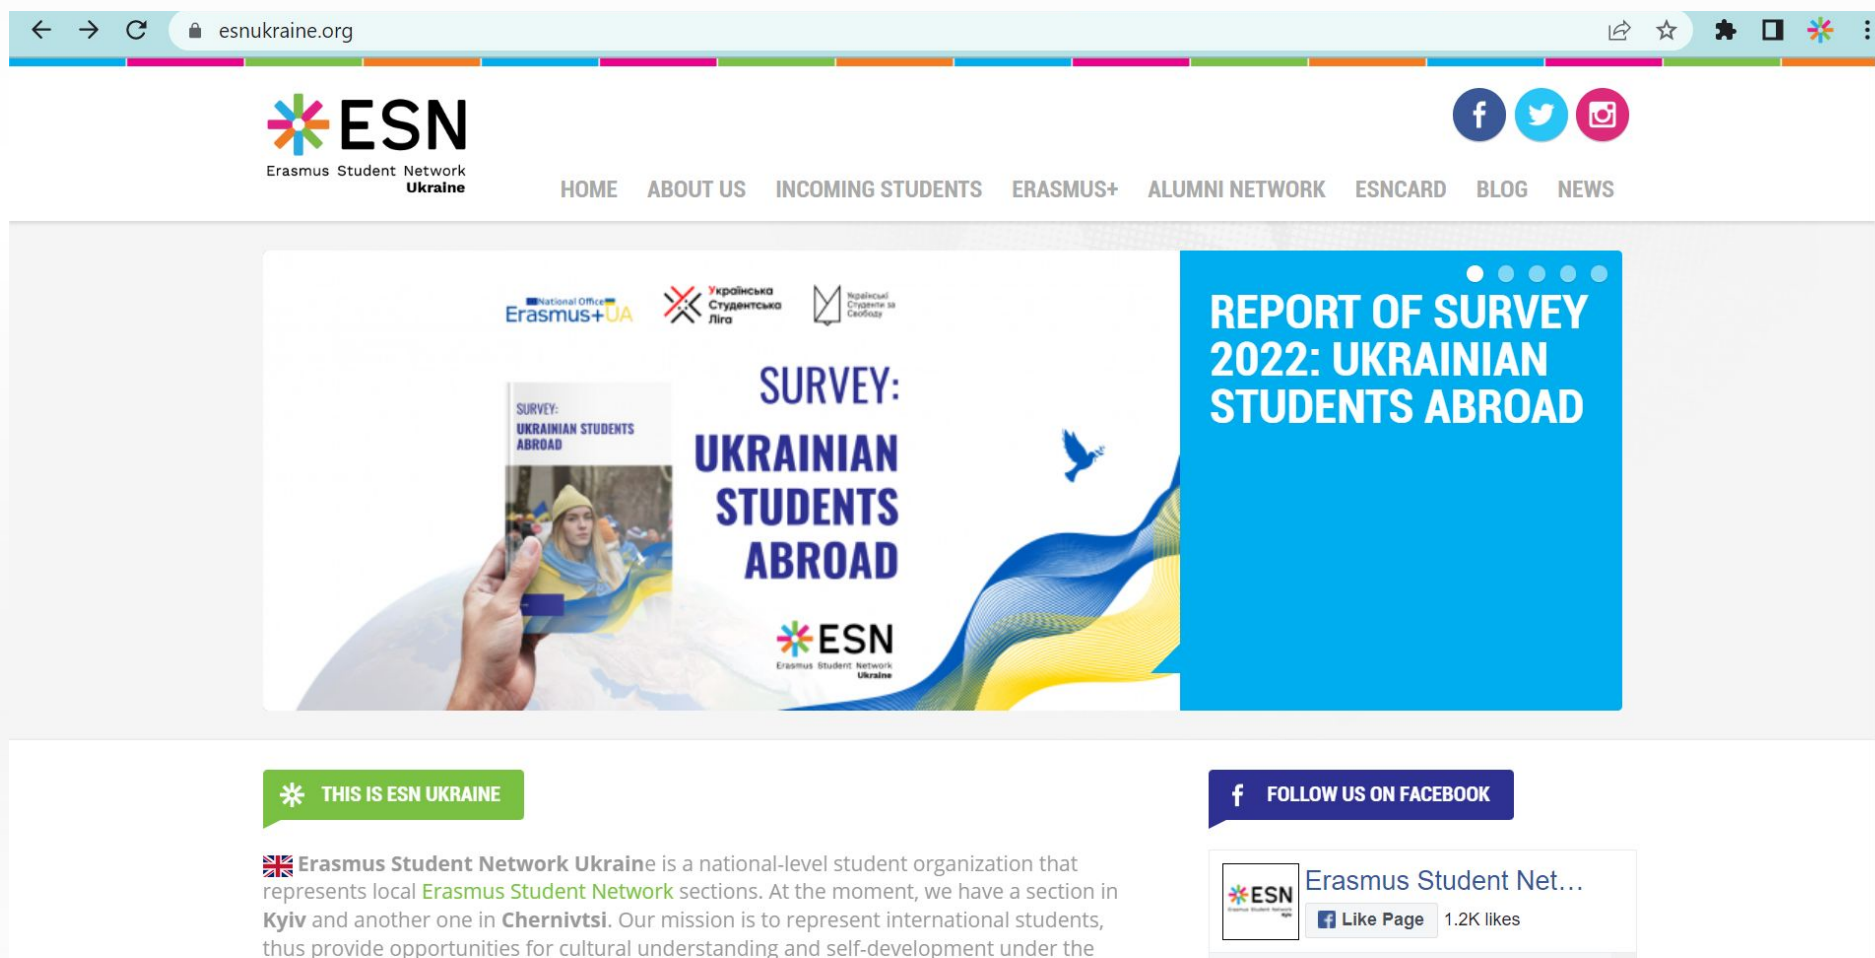 esnukraine.org
ESN
Erasmus Student Network
Ukraine
HOME ABOUT US INCOMING STUDENTS ERASMUS+ ALUMNI NETWORK ESNCARD BLOG NEWS
National Office
Erasmus+UA
Українська
Студентська
Ліга
Українські
Студенти за
Свободу
SURVEY:
UKRAINIAN STUDENTS
ABROAD
SURVEY:
UKRAINIAN
STUDENTS
ABROAD
ESN
Erasmus Student Network
Ukraine
REPORT OF SURVEY
2022: UKRAINIAN
STUDENTS ABROAD
THIS IS ESN UKRAINE
Erasmus Student Network Ukraine is a national-level student organization that
represents local Erasmus Student Network sections. At the moment, we have a section in
Kyiv and another one in Chernivtsi. Our mission is to represent international students,
thus provide opportunities for cultural understanding and self-development under the
FOLLOW US ON FACEBOOK
ESN
Erasmus Student Net...
Like Page 1.2K likes